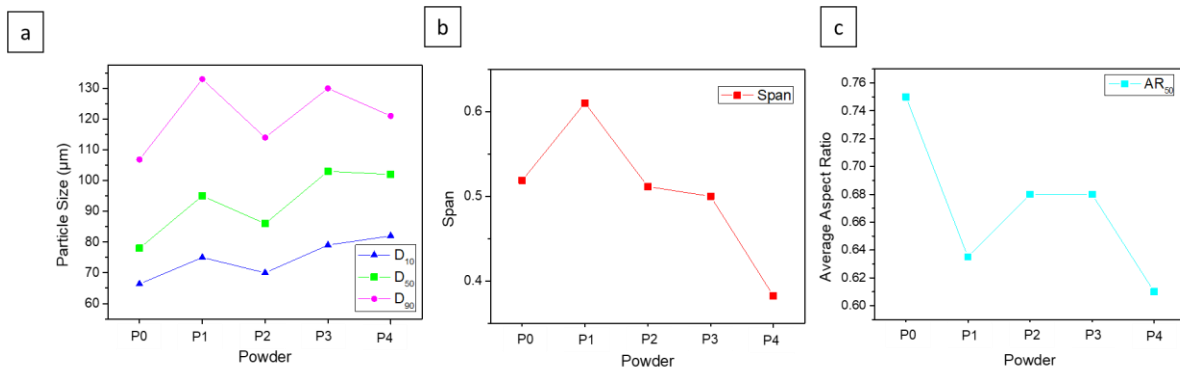 a
130
120
110
100
90
80
70
60
Particle Size (µm)
D10
D50
D90
P0 P1 P2 P3 P4
Powder
b
0.6
0.5
0.4
Span
Span
P0 P1 P2 P3 P4
Powder
c
0.76
0.74
0.72
0.70
0.68
0.66
0.64
0.62
0.60
Average Aspect Ratio
AR50
P0 P1 P2 P3 P4
Powder